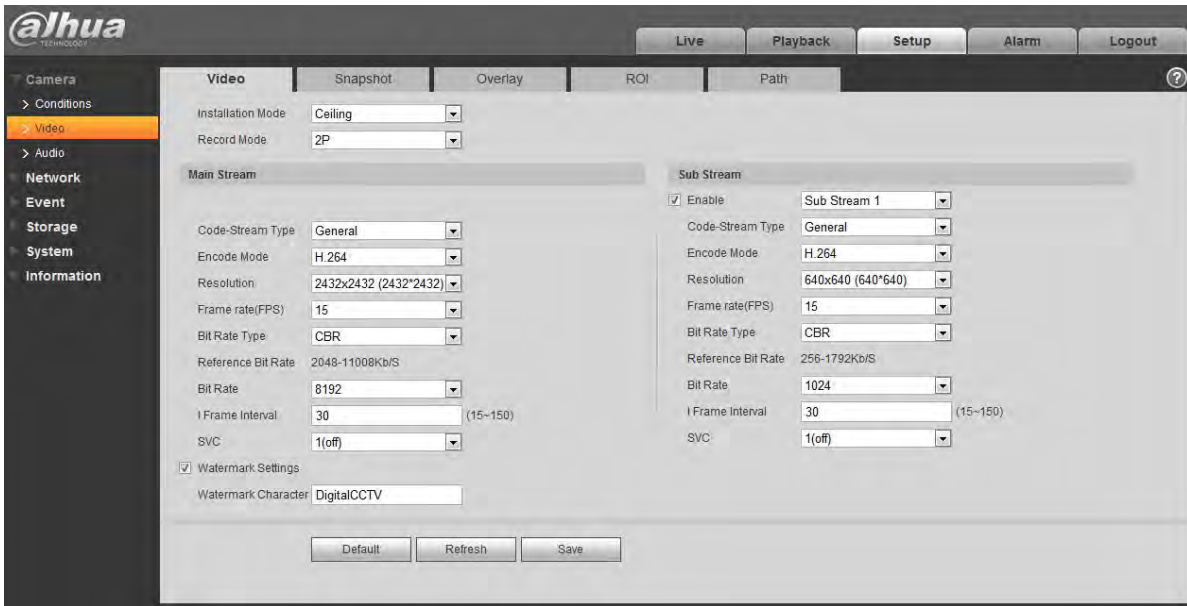 alhua
TECHNOLOGY
Live Playback Setup Alarm Logout
Camera
> Conditions
> Video
> Audio
Network
Event
Storage
System
Information
Video Snapshot Overlay ROI Path ?
Installation Mode Ceiling
Record Mode 2P
Main Stream
Code-Stream Type General
Encode Mode H.264
Resolution 2432x2432 (2432*2432)
Frame rate(FPS) 15
Bit Rate Type CBR
Reference Bit Rate 2048-11008Kb/S
Bit Rate 8192
I Frame Interval 30 (15~150)
SVC 1(off)
Watermark Settings
Watermark Character DigitalCCTV
Sub Stream
Enable Sub Stream 1
Code-Stream Type General
Encode Mode H.264
Resolution 640x640 (640*640)
Frame rate(FPS) 15
Bit Rate Type CBR
Reference Bit Rate 256-1792Kb/S
Bit Rate 1024
I Frame Interval 30 (15~150)
SVC 1(off)
Default Refresh Save